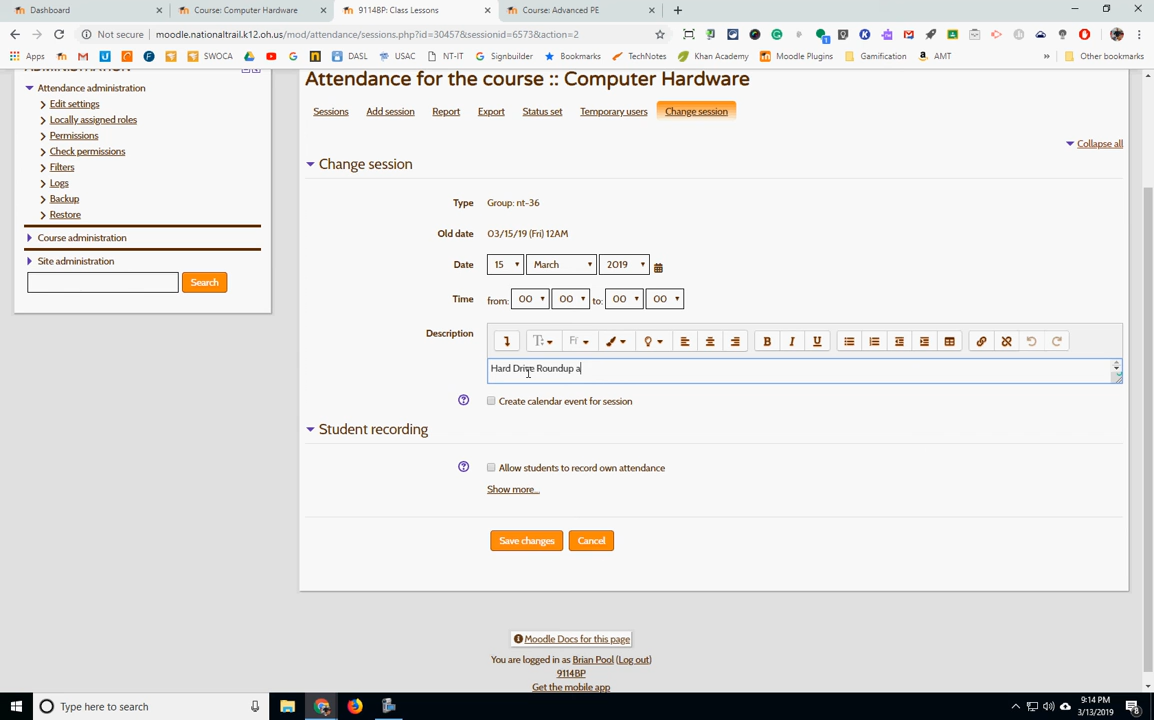 Dashboard
Course: Computer Hardware
9114BP: Class Lessons
Course: Advanced PE
Not secure | moodle.nationaltrail.k12.oh.us/mod/attendance/sessions.php?id=30457&sessionid=6573&action=2
Apps
SWOCA
DASL
USAC
NT-IT
Signbuilder
Bookmarks
TechNotes
Khan Academy
Moodle Plugins
Gamification
AMT
Other bookmarks
ADMINISTRATION
Attendance administration
Edit settings
Locally assigned roles
Permissions
Check permissions
Filters
Logs
Backup
Restore
Course administration
Site administration
Search
Attendance for the course :: Computer Hardware
Sessions Add session Report Export Status set Temporary users Change session
Collapse all
Change session
Type Group: nt-36
Old date 03/15/19 (Fri) 12AM
Date 15 March 2019
Time from: 00 00 to: 00 00
Description
Hard Drive Roundup a
Create calendar event for session
Student recording
Allow students to record own attendance
Show more...
Save changes Cancel
Moodle Docs for this page
You are logged in as Brian Pool (Log out)
9114BP
Get the mobile app
Type here to search
9:14 PM
3/13/2019